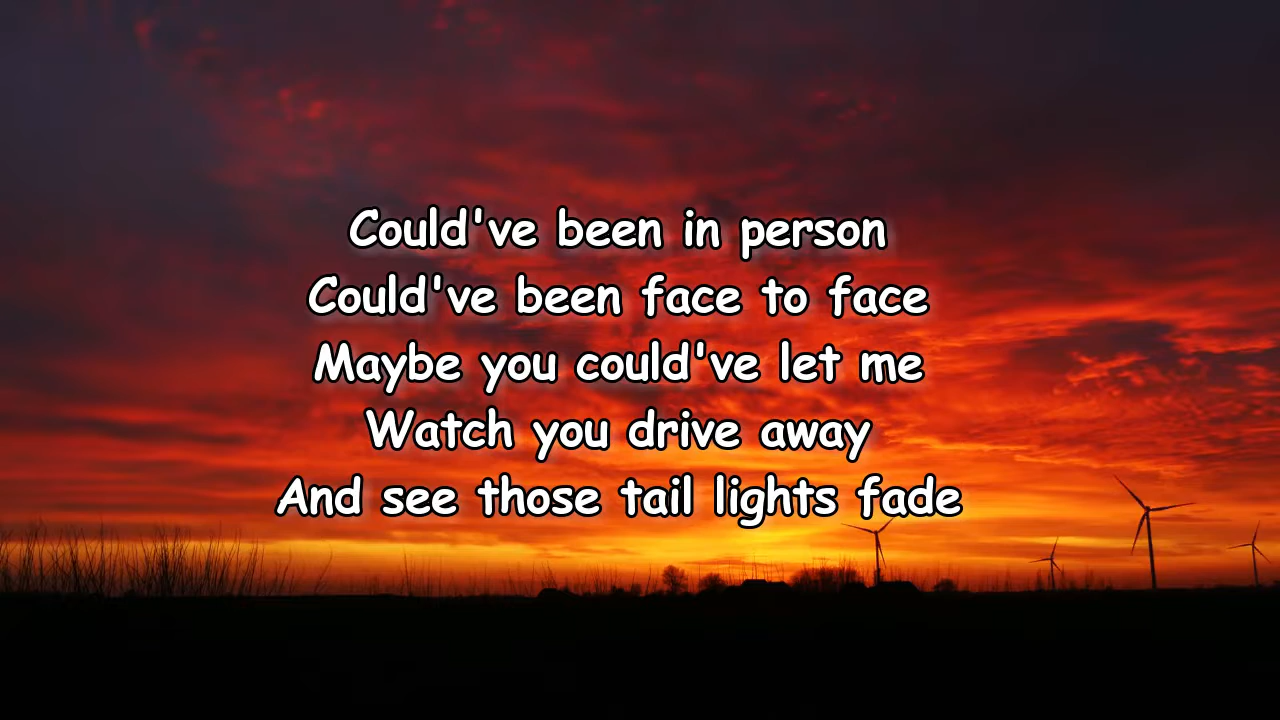 Could've been in person
Could've been face to face
Maybe you could've let me
Watch you drive away
And see those tail lights fade